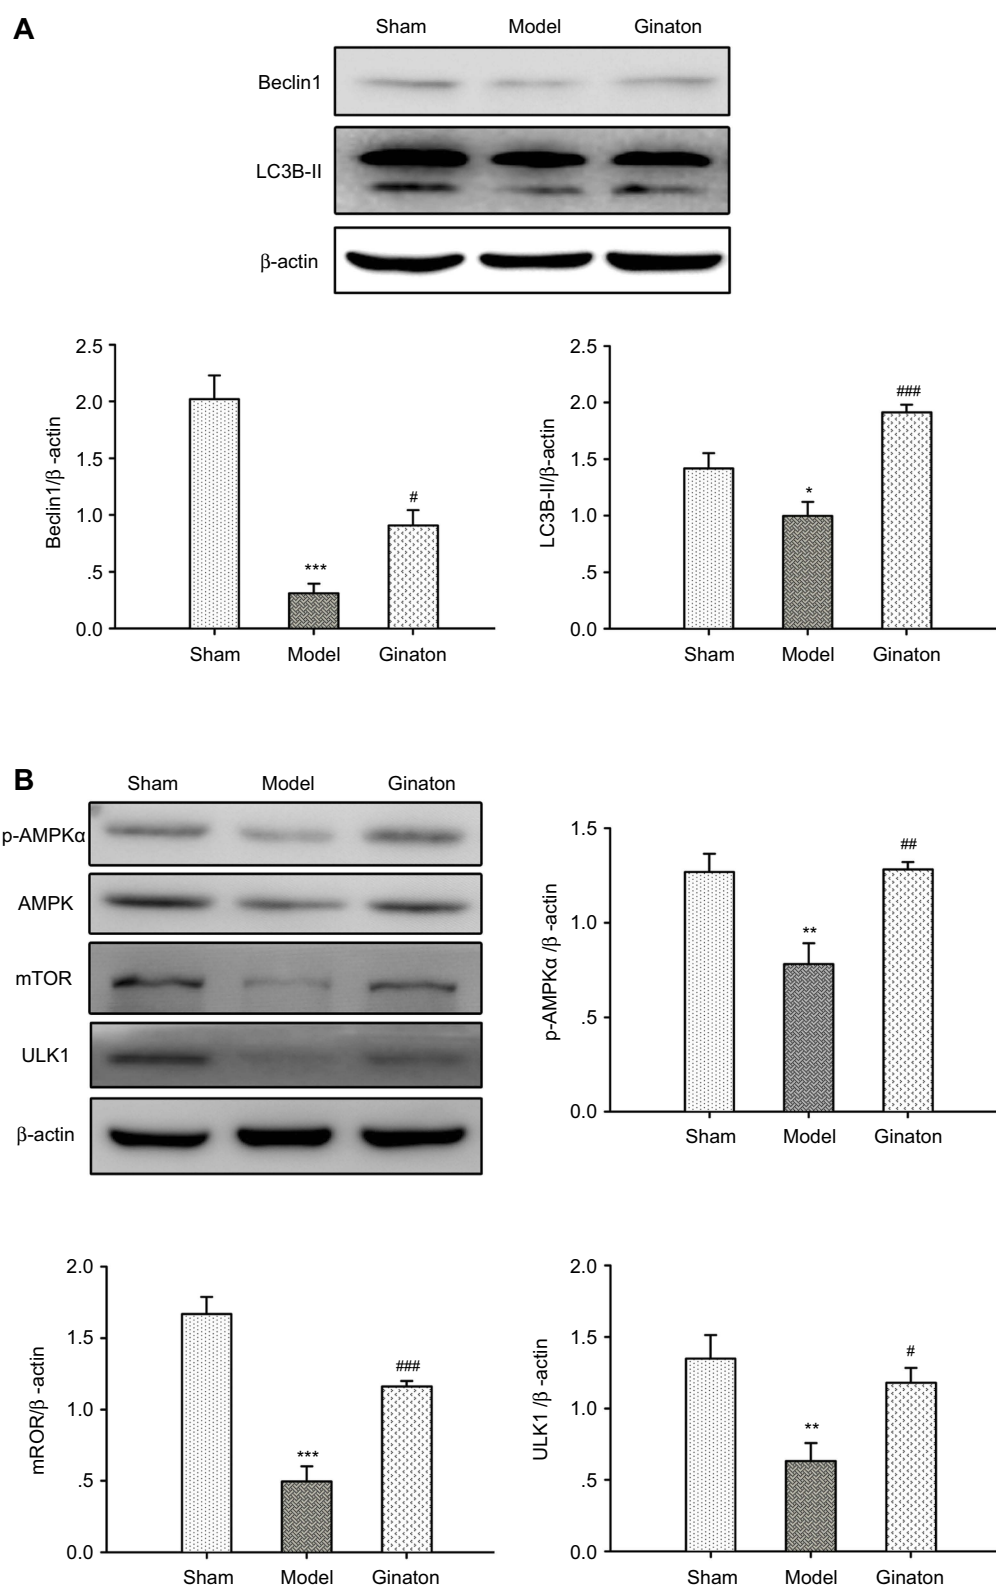 A
Sham Model Ginaton
Beclin1
LC3B-II
β-actin
Beclin1/β -actin
2.5
2.0
1.5
1.0
.5
0.0
***
#
Sham Model Ginaton
LC3B-II/β-actin
2.5
2.0
1.5
1.0
.5
0.0
*
###
Sham Model Ginaton
B
Sham Model Ginaton
p-AMPKα
AMPK
mTOR
ULK1
β-actin
p-AMPKα /β -actin
1.5
1.0
.5
0.0
**
##
Sham Model Ginaton
mROR/β -actin
2.0
1.5
1.0
.5
0.0
***
###
Sham Model Ginaton
ULK1 /β -actin
2.0
1.5
1.0
.5
0.0
**
#
Sham Model Ginaton